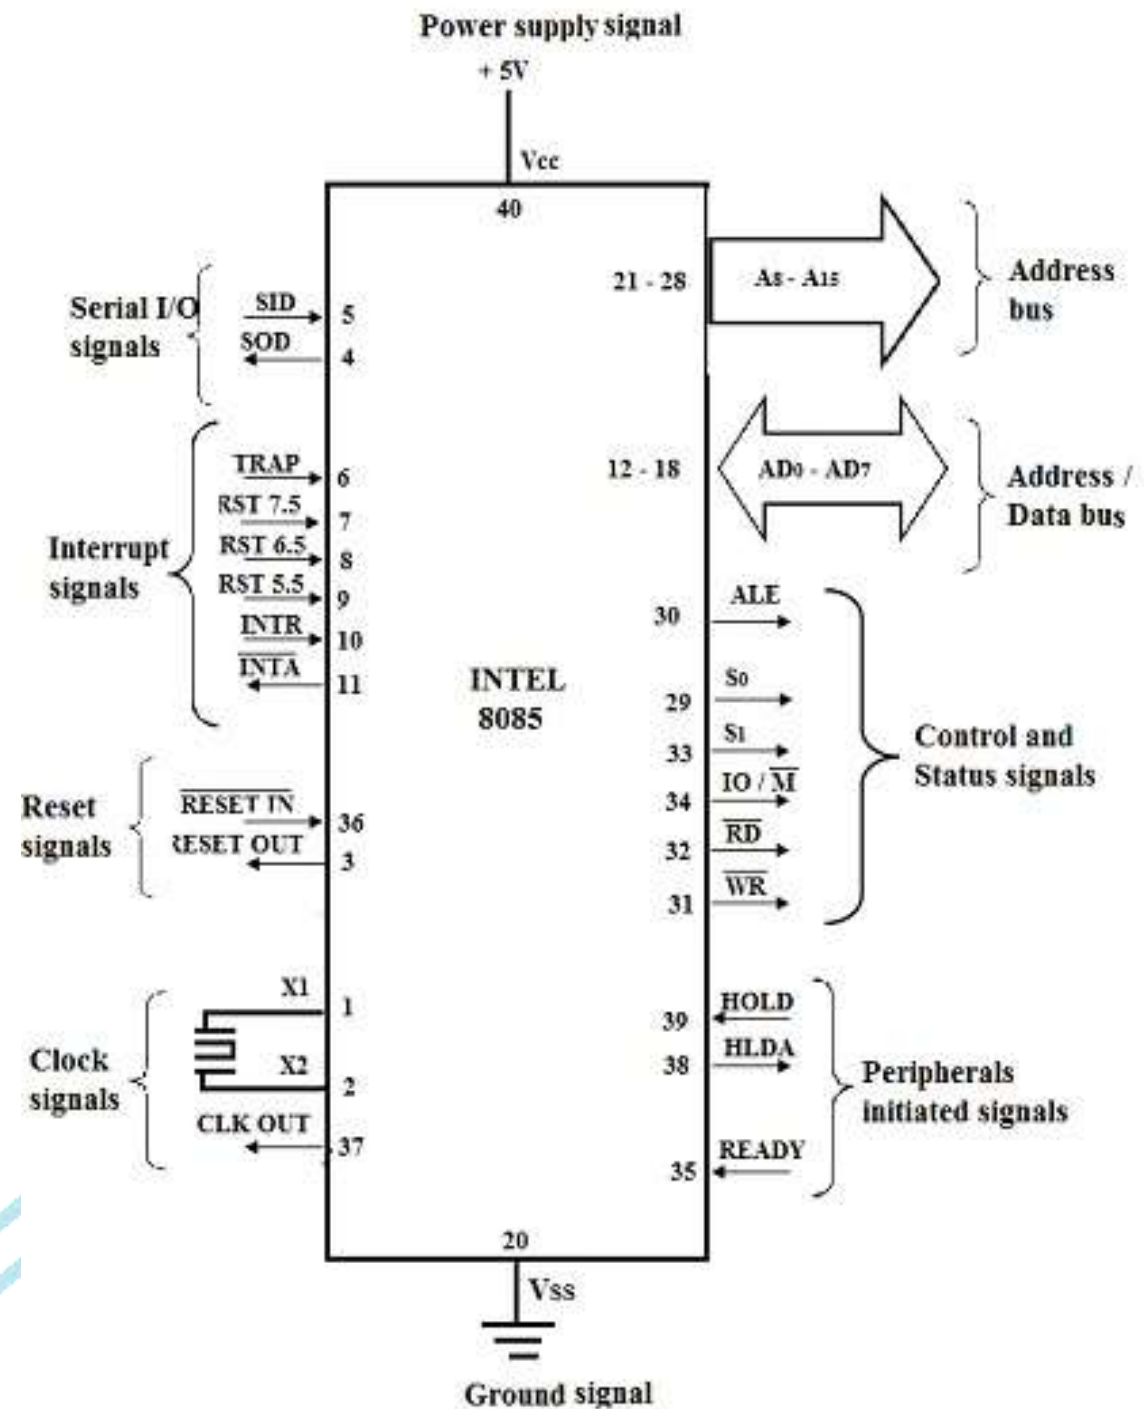 Power supply signal
+ 5V
Vcc
40
21 - 28
A8 - A15
Address
bus
Serial I/O
signals
SID
5
SOD
4
12 - 18
AD0 - AD7
Address /
Data bus
Interrupt
signals
TRAP
6
RST 7.5
7
RST 6.5
8
RST 5.5
9
INTR
10
INTA
11
INTEL
8085
ALE
30
S0
29
S1
33
IO / M
34
RD
32
WR
31
Control and
Status signals
Reset
signals
RESET IN
36
RESET OUT
3
Clock
signals
X1
1
X2
2
CLK OUT
37
HOLD
39
HLDA
38
READY
35
Peripherals
initiated signals
20
Vss
Ground signal